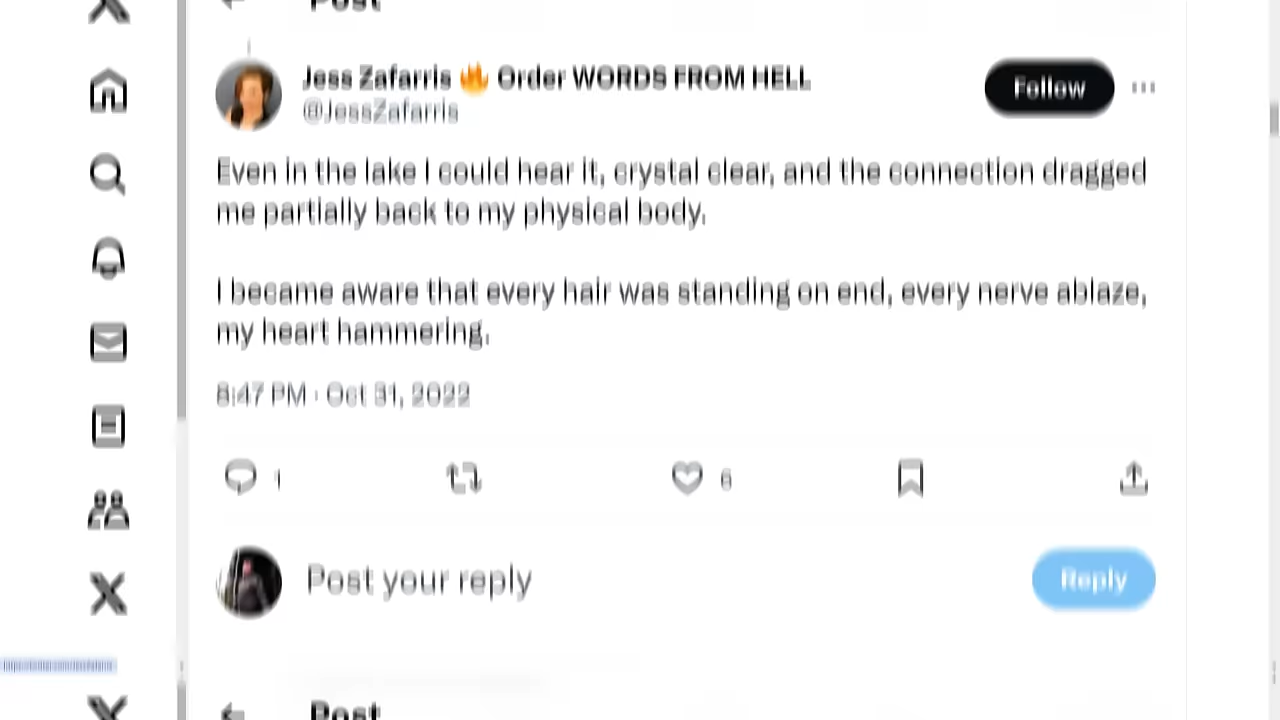 Post
Jess Zafarris 🔥 Order WORDS FROM HELL
Follow
@JessZafarris
Even in the lake I could hear it, crystal clear, and the connection dragged
me partially back to my physical body.
I became aware that every hair was standing on end, every nerve ablaze,
my heart hammering.
8:47 PM · Oct 31, 2022
1
6
Post your reply
Reply
Post